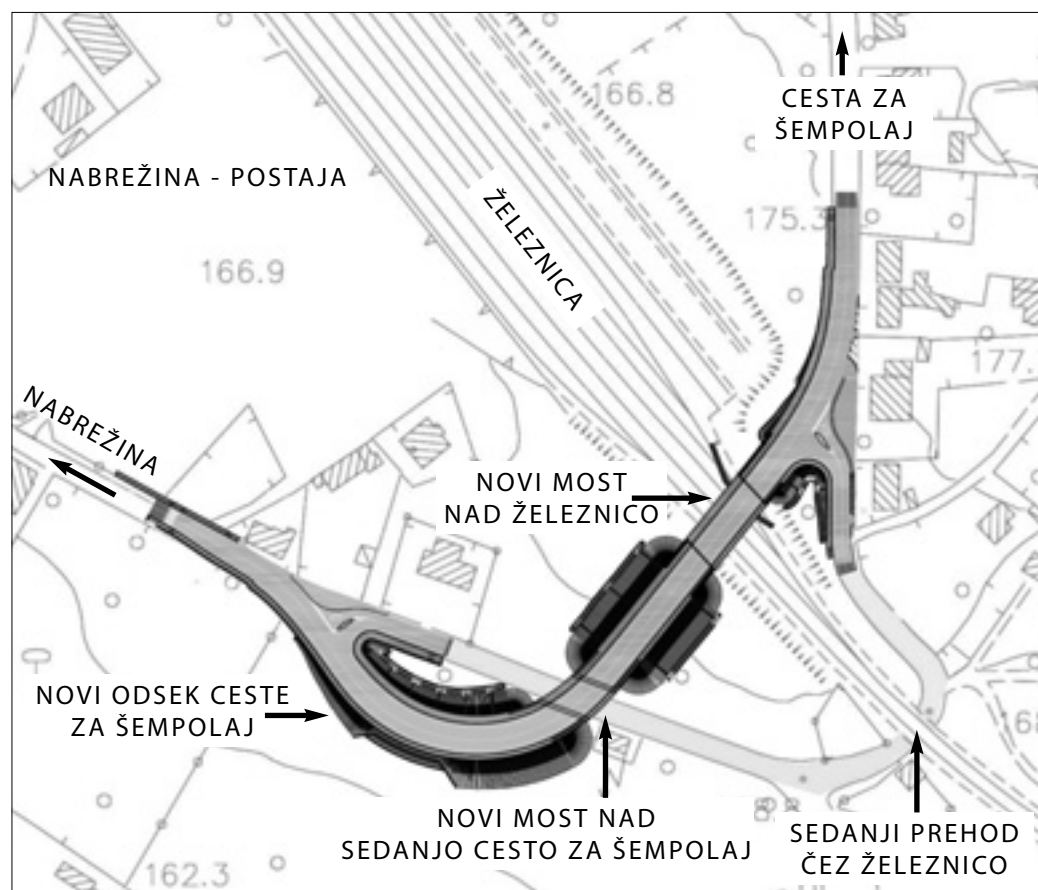 166.8
CESTA ZA
ŠEMPOLAJ
NABREŽINA - POSTAJA
ŽELEZNICA
175.3
166.9
177.
NABREŽINA
NOVI MOST
NAD ŽELEZNICO
NOVI ODSEK CESTE
ZA ŠEMPOLAJ
68
NOVI MOST NAD
SEDANJO CESTO ZA ŠEMPOLAJ
SEDANJI PREHOD
ČEZ ŽELEZNICO
162.3